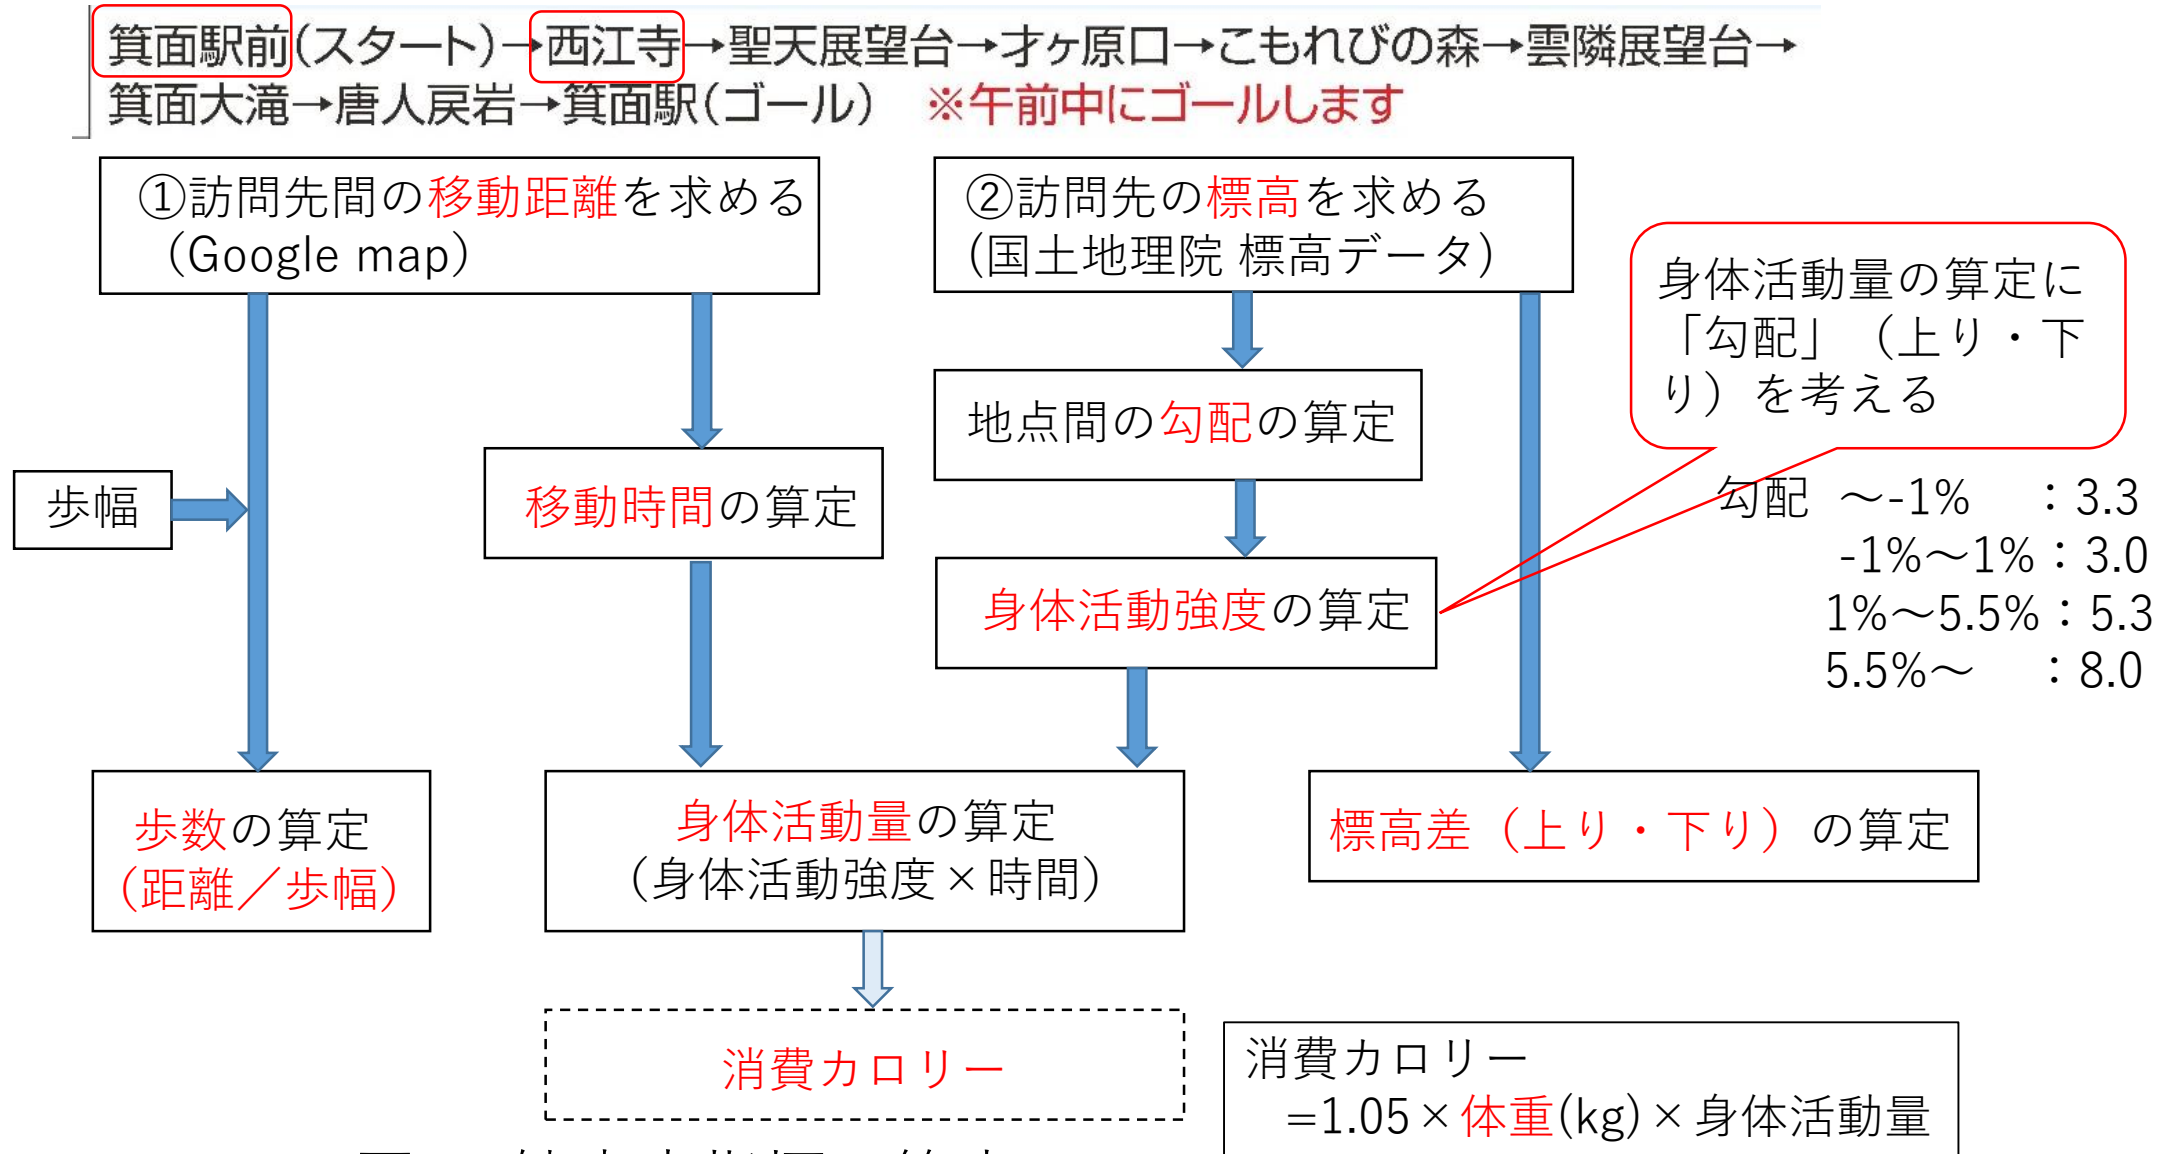 箕面駅前(スタート)→西江寺→聖天展望台→才ヶ原口→こもれびの森→雲隣展望台→
箕面大滝→唐人戻岩→箕面駅(ゴール) ※午前中にゴールします
①訪問先間の移動距離を求める
（Google map）
②訪問先の標高を求める
(国土地理院 標高データ)
身体活動量の算定に
「勾配」（上り・下
り）を考える
地点間の勾配の算定
歩幅
移動時間の算定
勾配 ～-1% ：3.3
-1%～1%：3.0
1%～5.5%：5.3
5.5%～ ：8.0
身体活動強度の算定
歩数の算定
（距離／歩幅）
身体活動量の算定
（身体活動強度×時間）
標高差（上り・下り）の算定
消費カロリー
消費カロリー
=1.05×体重(kg)×身体活動量